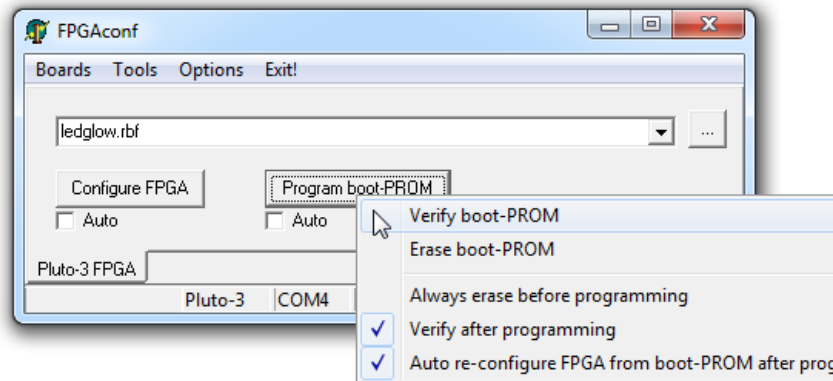 FPGAconf
Boards Tools Options Exit!
ledglow.rbf ...
Configure FPGA Program boot-PROM
Auto Auto
Verify boot-PROM
Erase boot-PROM
Pluto-3 FPGA
Always erase before programming
Pluto-3 COM4
Verify after programming
Auto re-configure FPGA from boot-PROM after